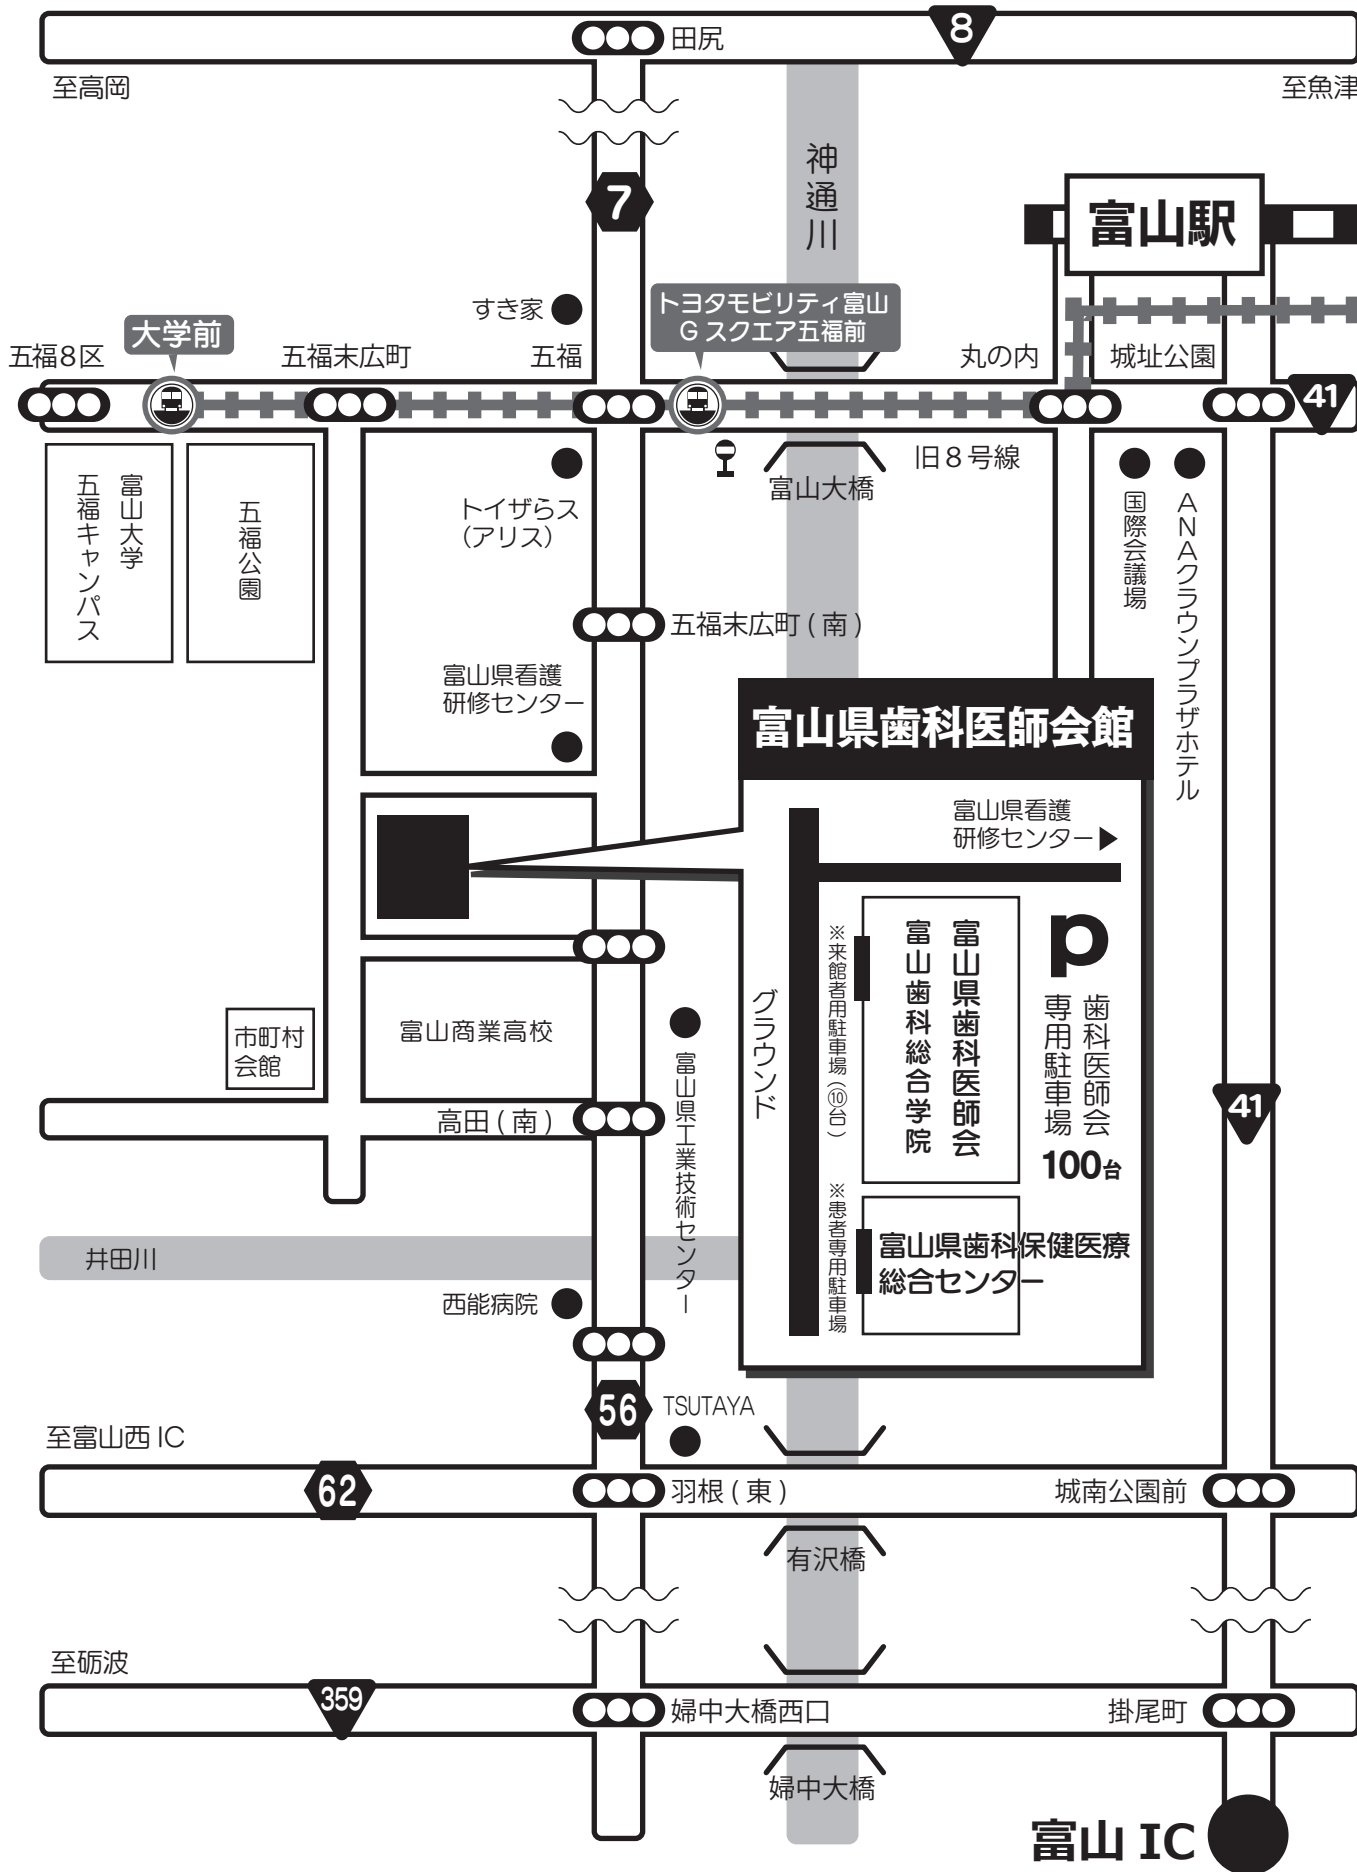 田尻
8
至高岡
至魚津
神通川
7
富山駅
すき家
トヨタモビリティ富山
G スクエア五福前
大学前
五福8区
五福末広町
五福
丸の内
城址公園
41
旧8号線
富山大橋
富山大学
五福キャンパス
五福公園
トイザらス
(アリス)
国際会議場
ANAクラウンプラザホテル
五福末広町(南)
富山県看護
研修センター
富山県歯科医師会館
富山県看護
研修センター▶
富山県歯科医師会
富山歯科総合学院
※来館者用駐車場(⑩台)
P
歯科医師会
専用駐車場
100台
グラウンド
※患者専用駐車場
富山県歯科保健医療
総合センター
市町村
会館
富山商業高校
富山県工業技術センター
高田(南)
41
井田川
西能病院
56
TSUTAYA
至富山西 IC
62
羽根(東)
城南公園前
有沢橋
至砺波
359
婦中大橋西口
掛尾町
婦中大橋
富山 IC